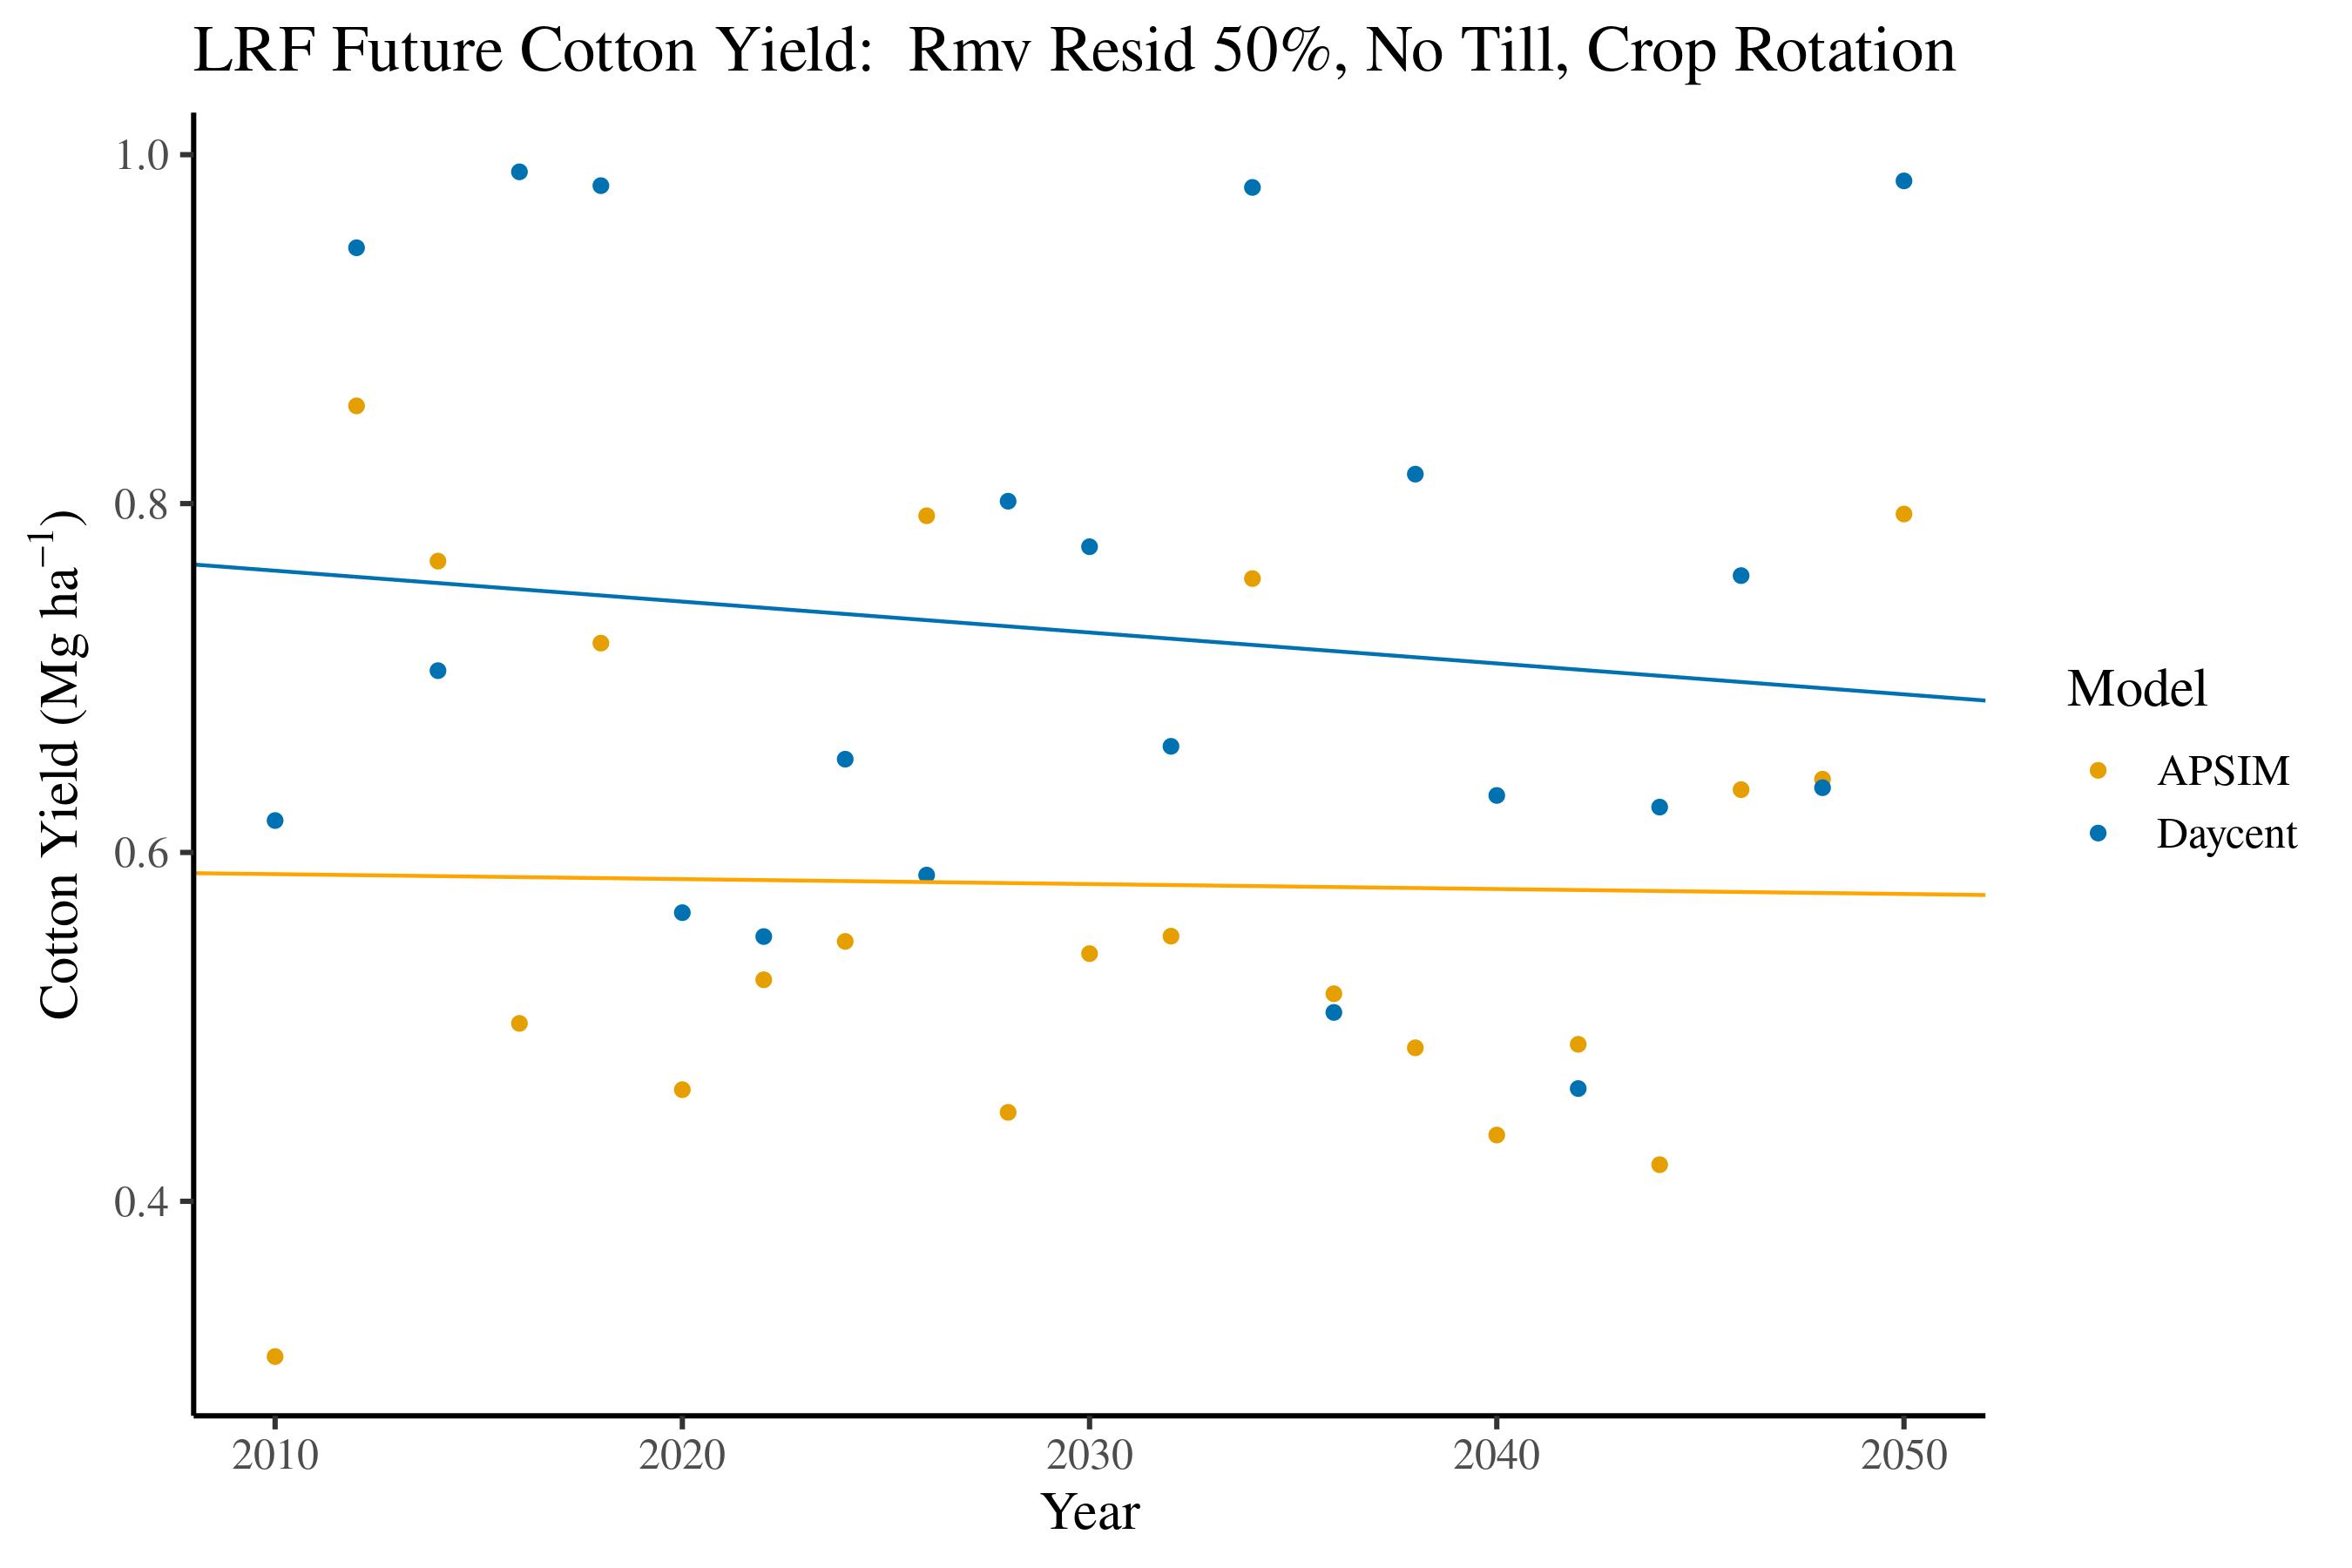 LRF Future Cotton Yield:  Rmv Resid 50%, No Till, Crop Rotation
1.0
0.8
0.6
0.4
Cotton Yield (Mg ha⁻¹)
2010 2020 2030 2040 2050
Year
Model
APSIM
Daycent